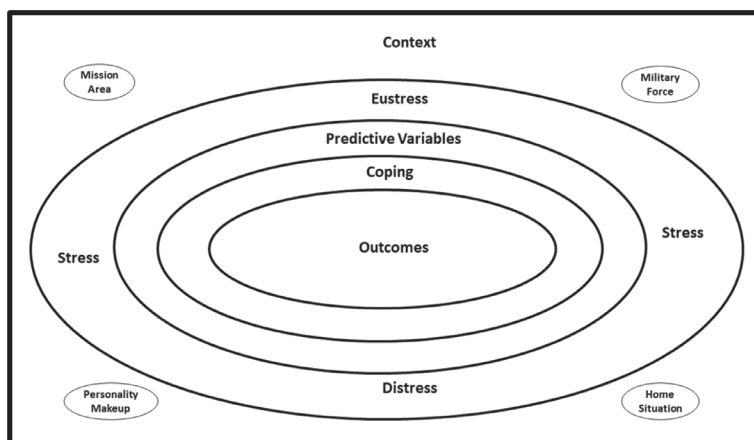 Context
Mission
Area
Military
Force
Eustress
Predictive Variables
Coping
Outcomes
Stress
Stress
Distress
Personality
Makeup
Home
Situation